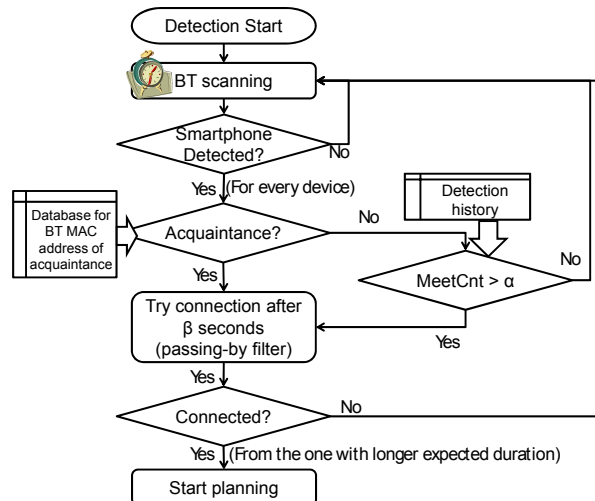 Detection Start
BT scanning
Smartphone
Detected?
No
Yes
(For every device)
Database for
BT MAC
address of
acquaintance
Acquaintance?
No
Detection
history
Yes
MeetCnt > α
No
Try connection after
β seconds
(passing-by filter)
Yes
Yes
Connected?
No
Yes
(From the one with longer expected duration)
Start planning